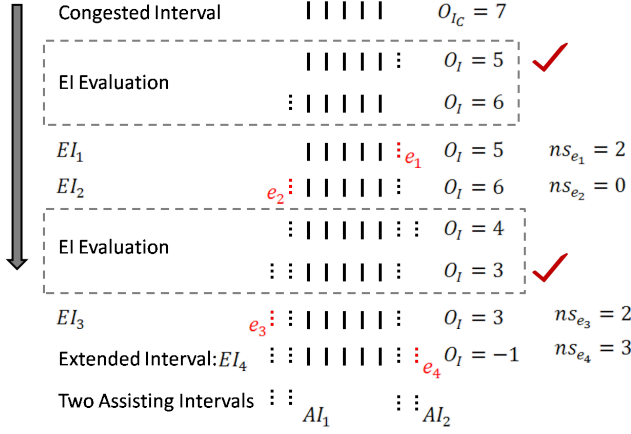 Congested Interval O_{I_C} = 7
O_I = 5
EI Evaluation
O_I = 6
EI_1 e_1 O_I = 5 ns_{e_1} = 2
EI_2 e_2 O_I = 6 ns_{e_2} = 0
O_I = 4
EI Evaluation
O_I = 3
EI_3 e_3 O_I = 3 ns_{e_3} = 2
Extended Interval: EI_4 e_4 O_I = −1 ns_{e_4} = 3
Two Assisting Intervals AI_1 AI_2